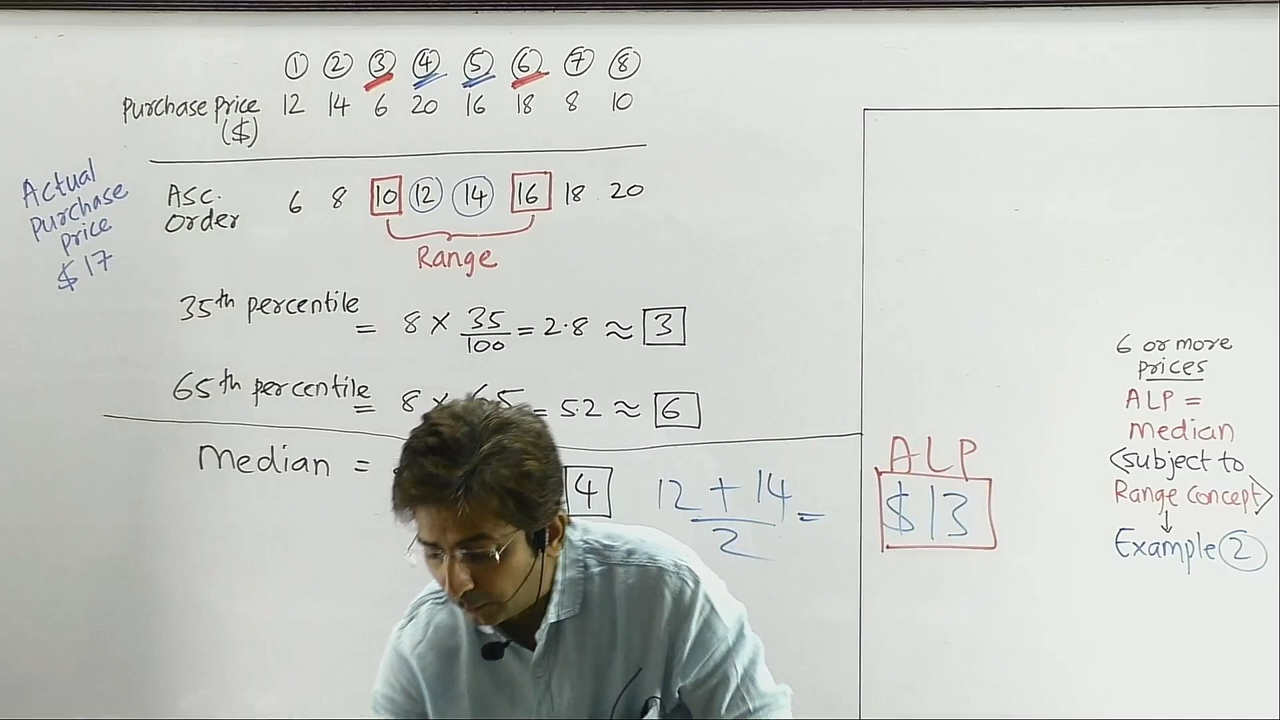 ① ② ③ ④ ⑤ ⑥ ⑦ ⑧
Purchase Price 12 14 6 20 16 18 8 10
($)
Actual
purchase
price
$17
Asc. 6 8 10 12 14 16 18 20
Order
Range
35th percentile
= 8 × 35/100 = 2.8 ≈ 3
65th percentile
= 8 × 65 = 5.2 ≈ 6
Median = 4
12 + 14 =
2
ALP
$13
6 or more
prices
ALP =
median
(subject to
Range concept)
↓
Example ②